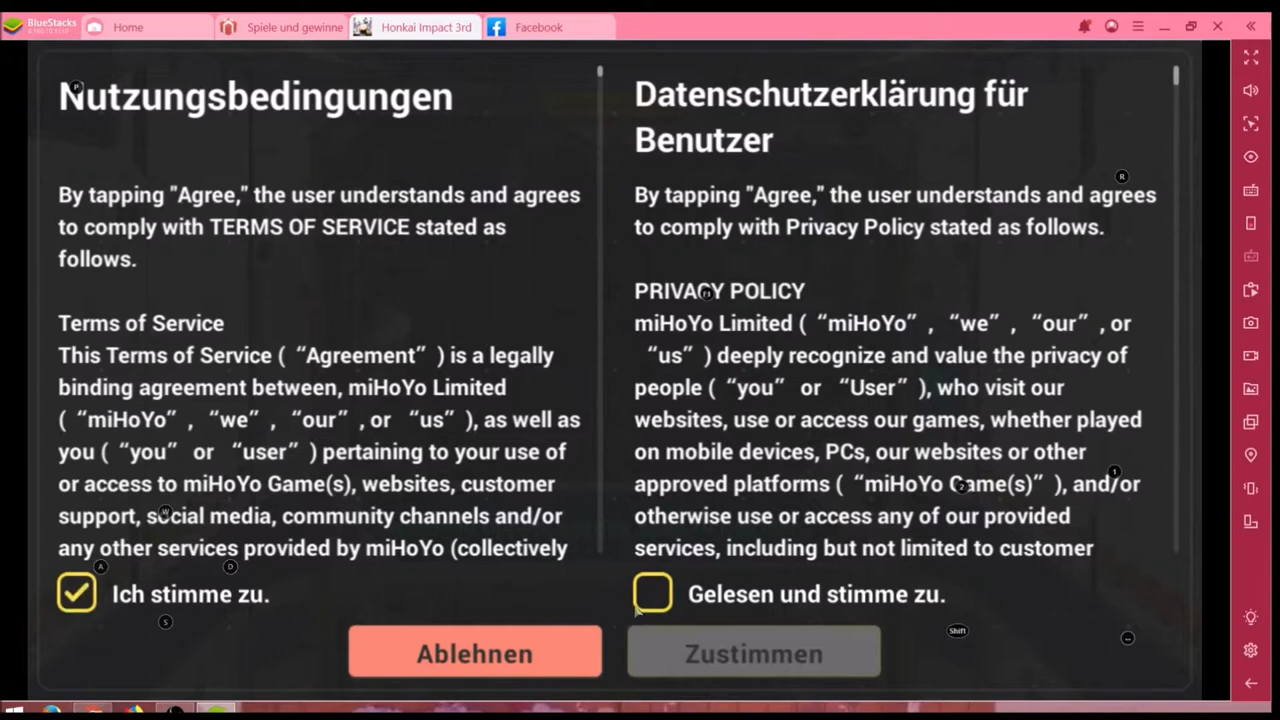 BlueStacks
Home
Spiele und gewinne
Honkai Impact 3rd
Facebook
Nutzungsbedingungen
By tapping "Agree," the user understands and agrees
to comply with TERMS OF SERVICE stated as
follows.
Terms of Service
This Terms of Service ( “Agreement” ) is a legally
binding agreement between, miHoYo Limited
( “miHoYo” , “we” , “our” , or “us” ), as well as
you ( “you” or “user” ) pertaining to your use of
or access to miHoYo Game(s), websites, customer
support, social media, community channels and/or
any other services provided by miHoYo (collectively
Ich stimme zu.
Datenschutzerklärung für
Benutzer
By tapping "Agree," the user understands and agrees
to comply with Privacy Policy stated as follows.
PRIVACY POLICY
miHoYo Limited ( “miHoYo” , “we” , “our” , or
“us” ) deeply recognize and value the privacy of
people ( “you” or “User” ), who visit our
websites, use or access our games, whether played
on mobile devices, PCs, our websites or other
approved platforms ( “miHoYo Game(s)” ), and/or
otherwise use or access any of our provided
services, including but not limited to customer
Gelesen und stimme zu.
Ablehnen
Zustimmen
P
R
F1
1
2
W
A
D
S
Shift